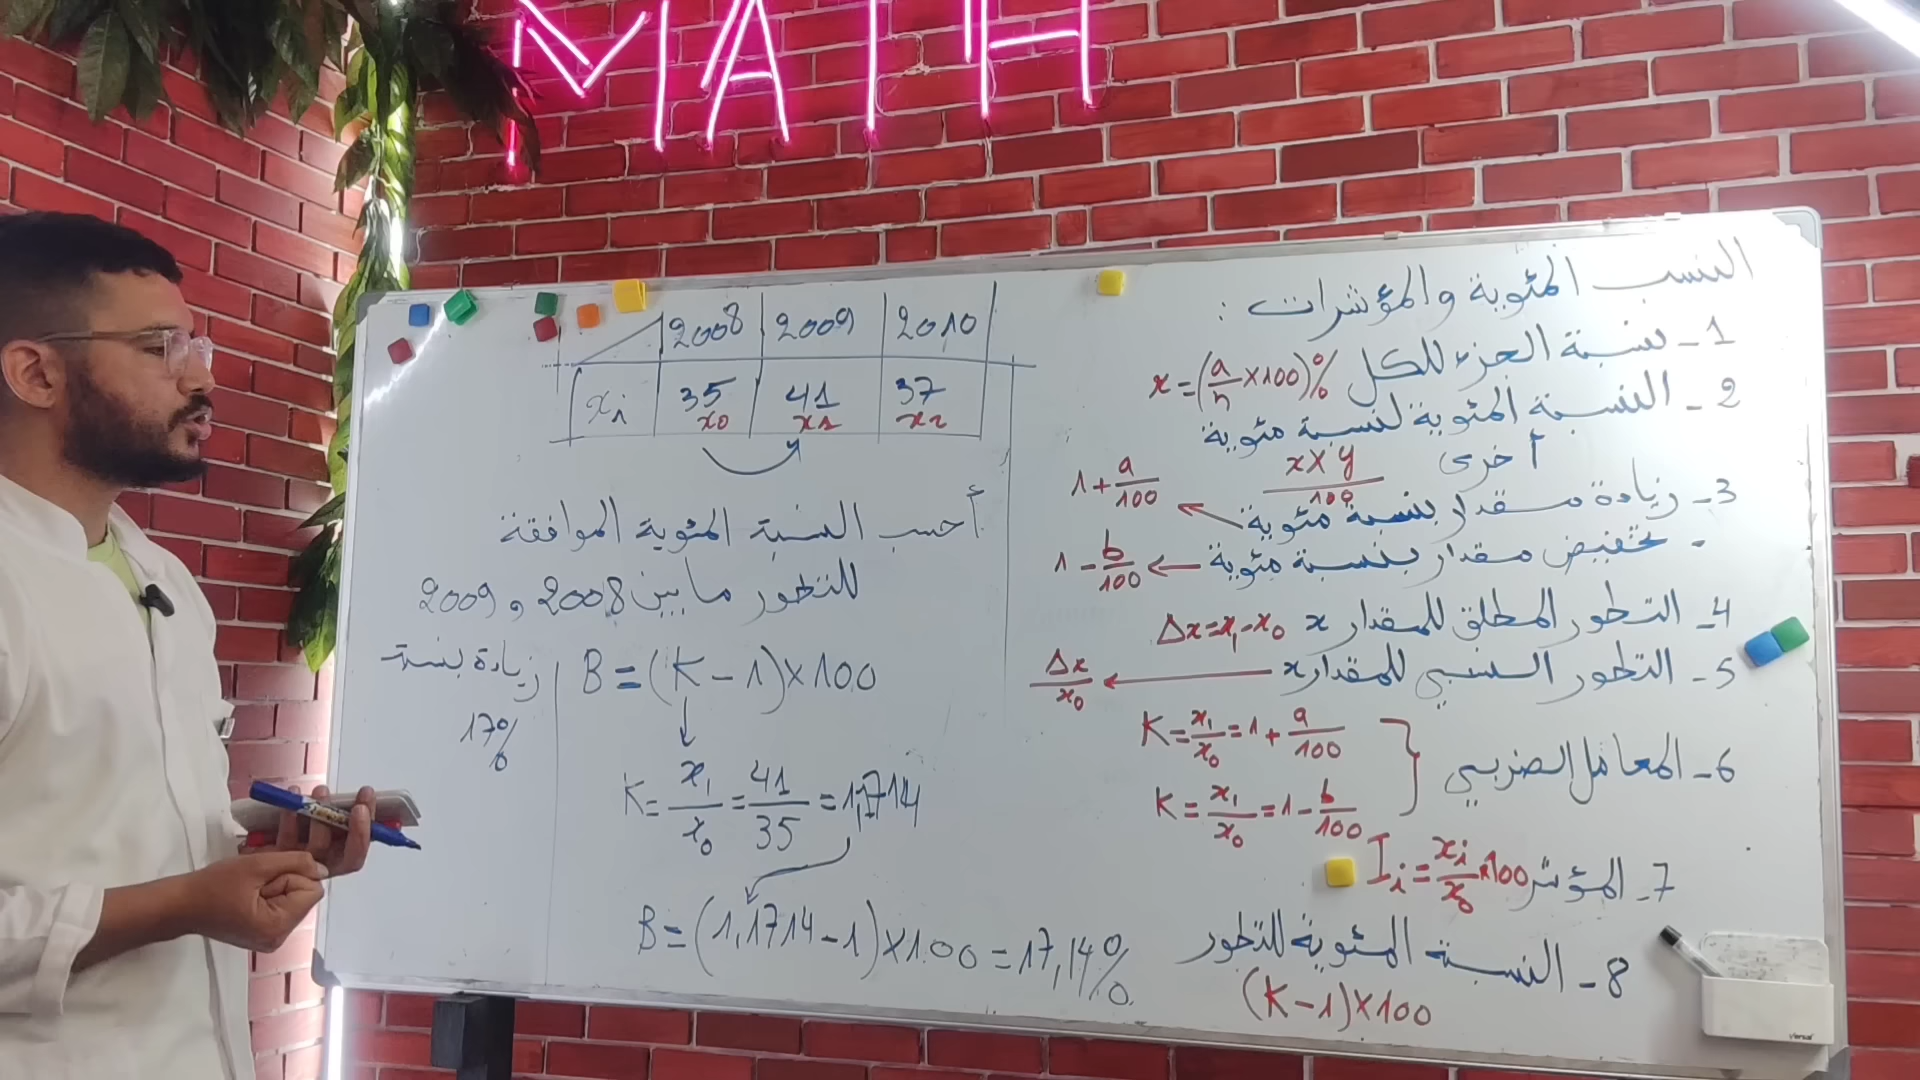 MATH
النسب المئوية والمؤشرات :
1 - نسبة الجزء للكل x = (a/n × 100)%
2 - النسبة المئوية لنسبة مئوية
أخرى x × y / 100
3 - زيادة مقدار بنسبة مئوية ← 1 + a/100
- تخفيض مقدار بنسبة مئوية ← 1 - b/100
4 - التطور المطلق للمقدار x Δx = x₁ - x₀
5 - التطور النسبي للمقدار x ← Δx/x₀
6 - المعامل الضربي
K = x₁/x₀ = 1 + a/100
K = x₁/x₀ = 1 - b/100
7 - المؤشر Iᵢ = xᵢ/x₀ × 100
8 - النسبة المئوية للتطور
(K - 1) × 100
2008 2009 2010
xᵢ 35 41 37
x₀ x₁ x₂
أحسب النسبة المئوية الموافقة
للتطور ما بين 2008 و 2009
B = (K - 1) × 100
K = x₁/x₀ = 41/35 = 1,1714
B = (1,1714 - 1) × 100 = 17,14%
زيادة بنسبة
17%